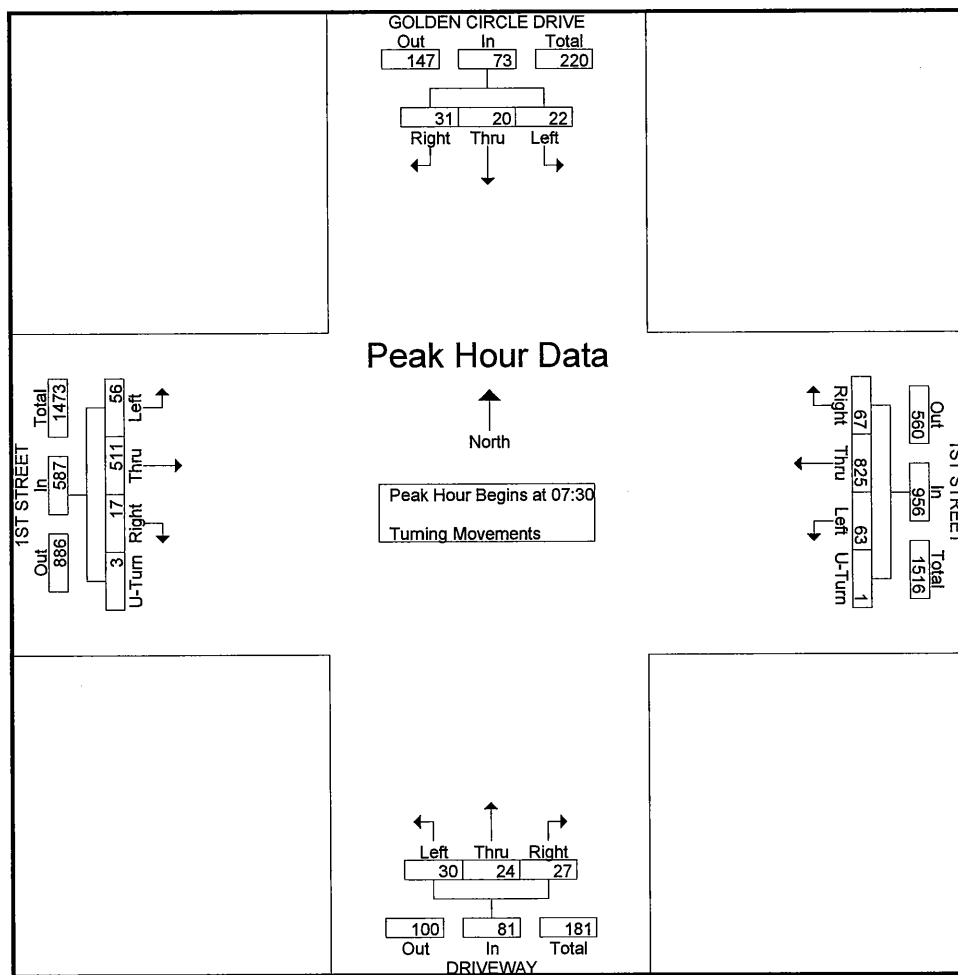 GOLDEN CIRCLE DRIVE
Out In Total
147 73 220
31 20 22
Right Thru Left
Peak Hour Data
North
Peak Hour Begins at 07:30
Turning Movements
1ST STREET
Out In Total
886 587 1473
3 17 511 56
U-Turn Right Thru Left
1ST STREET
Out In Total
560 956 1516
67 825 63 1
Right Thru Left U-Turn
Left Thru Right
30 24 27
100 81 181
Out In Total
DRIVEWAY